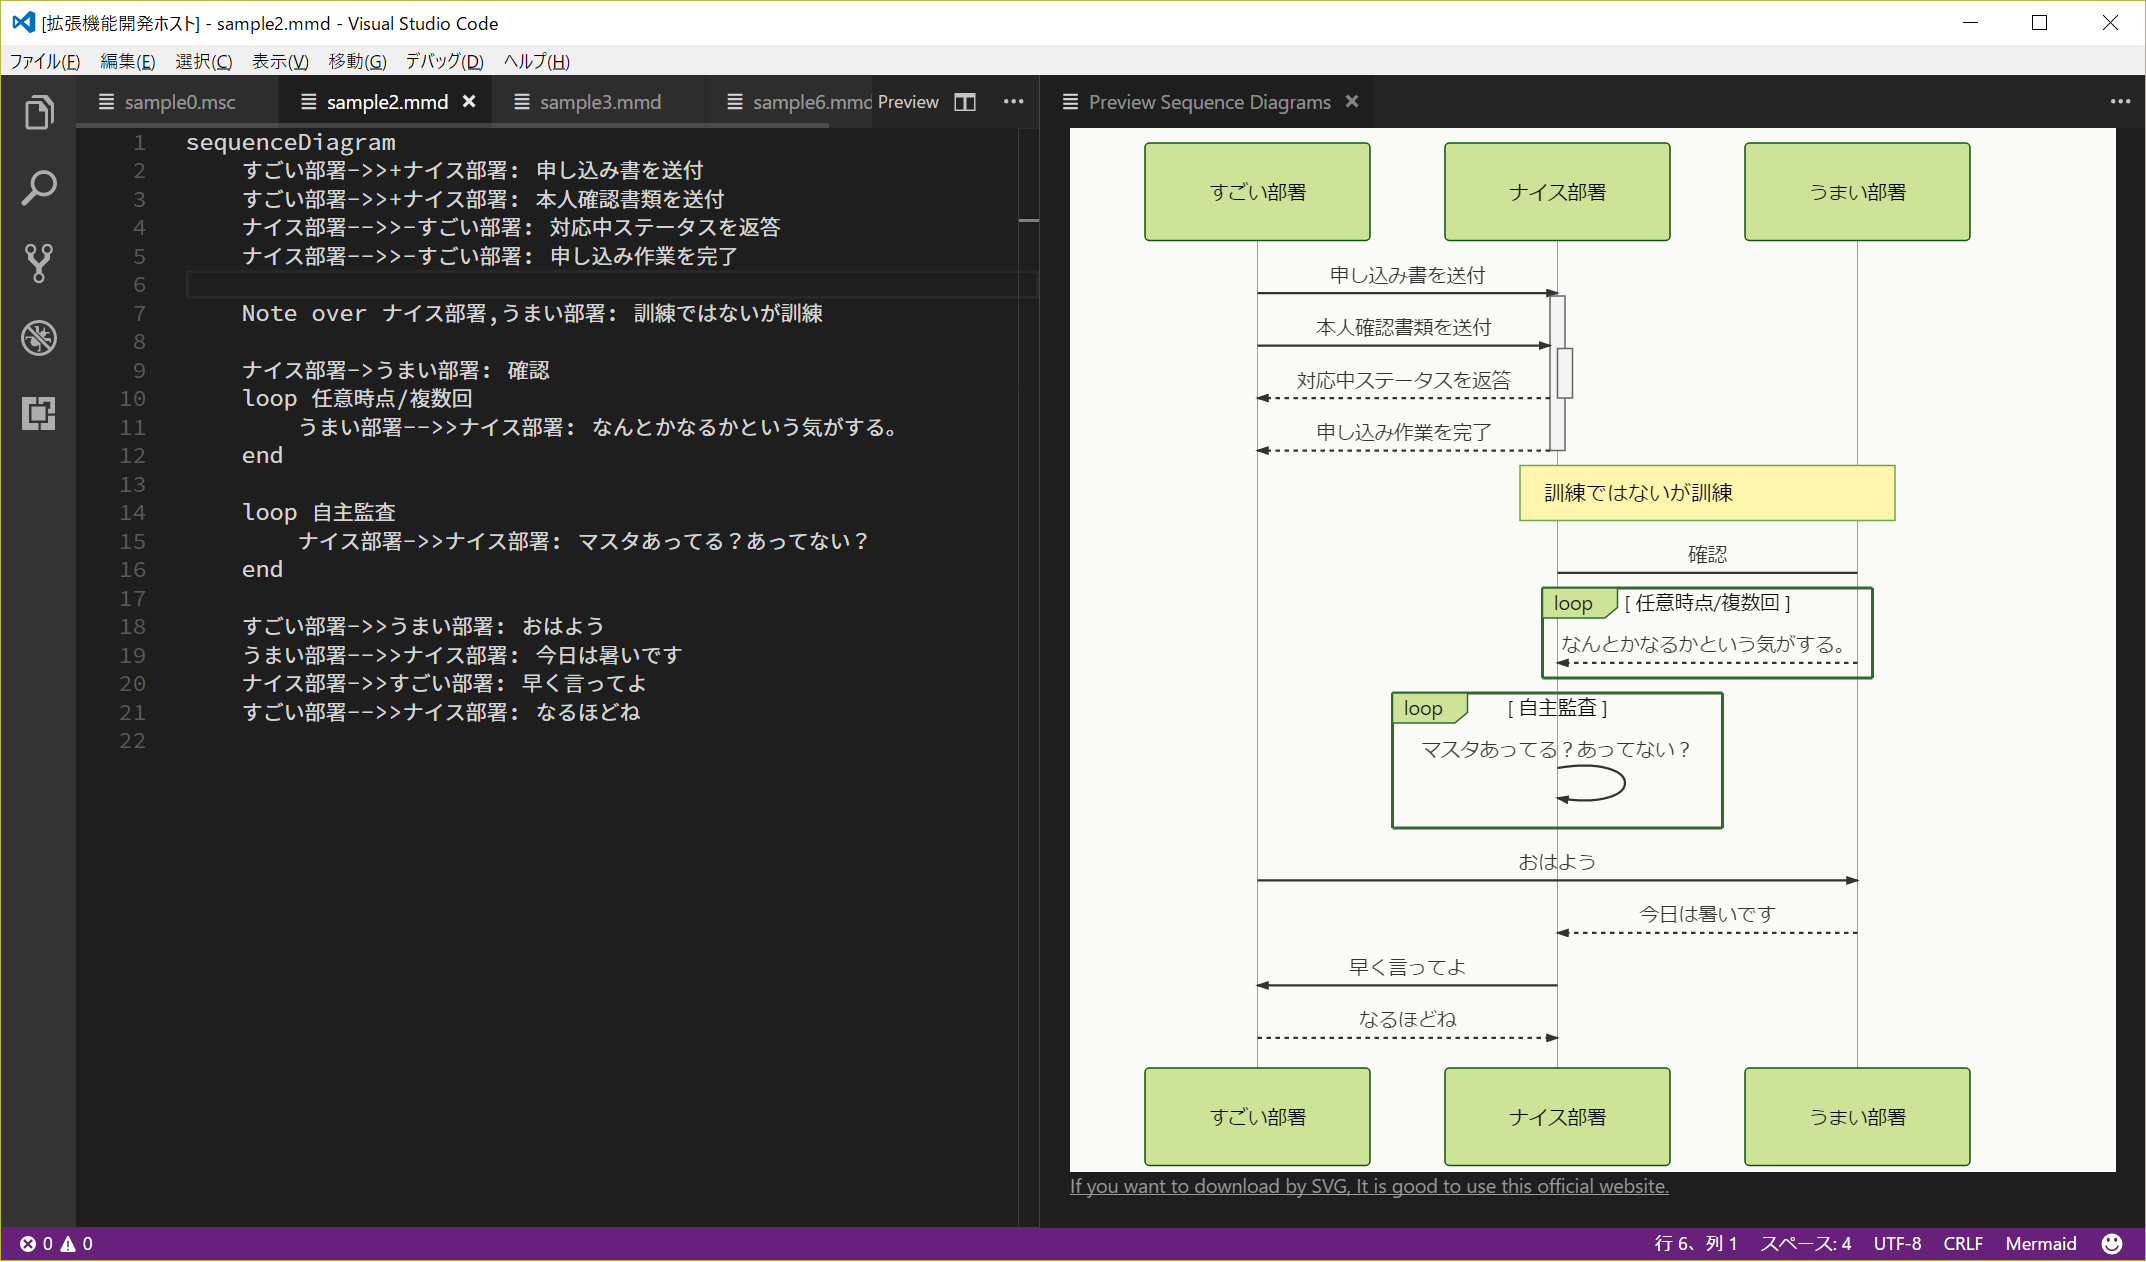 [拡張機能開発ホスト] - sample2.mmd - Visual Studio Code
ファイル(F) 編集(E) 選択(C) 表示(V) 移動(G) デバッグ(D) ヘルプ(H)
sample0.msc sample2.mmd sample3.mmd sample6.mmd Preview
1 sequenceDiagram
2 すごい部署->>+ナイス部署: 申し込み書を送付
3 すごい部署->>+ナイス部署: 本人確認書類を送付
4 ナイス部署-->>-すごい部署: 対応中ステータスを返答
5 ナイス部署-->>-すごい部署: 申し込み作業を完了
6
7 Note over ナイス部署,うまい部署: 訓練ではないが訓練
8
9 ナイス部署->うまい部署: 確認
10 loop 任意時点/複数回
11 うまい部署-->>ナイス部署: なんとかなるかという気がする。
12 end
13
14 loop 自主監査
15 ナイス部署->>ナイス部署: マスタあってる？あってない？
16 end
17
18 すごい部署->>うまい部署: おはよう
19 うまい部署-->>ナイス部署: 今日は暑いです
20 ナイス部署->>すごい部署: 早く言ってよ
21 すごい部署-->>ナイス部署: なるほどね
22
Preview Sequence Diagrams
すごい部署 ナイス部署 うまい部署
申し込み書を送付
本人確認書類を送付
対応中ステータスを返答
申し込み作業を完了
訓練ではないが訓練
確認
loop [ 任意時点/複数回 ]
なんとかなるかという気がする。
loop [ 自主監査 ]
マスタあってる？あってない？
おはよう
今日は暑いです
早く言ってよ
なるほどね
すごい部署 ナイス部署 うまい部署
If you want to download by SVG, It is good to use this official website.
0 0 行 6、列 1 スペース: 4 UTF-8 CRLF Mermaid